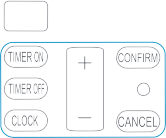 TIMER ON
+
CONFIRM
TIMER OFF
CLOCK
−
CANCEL